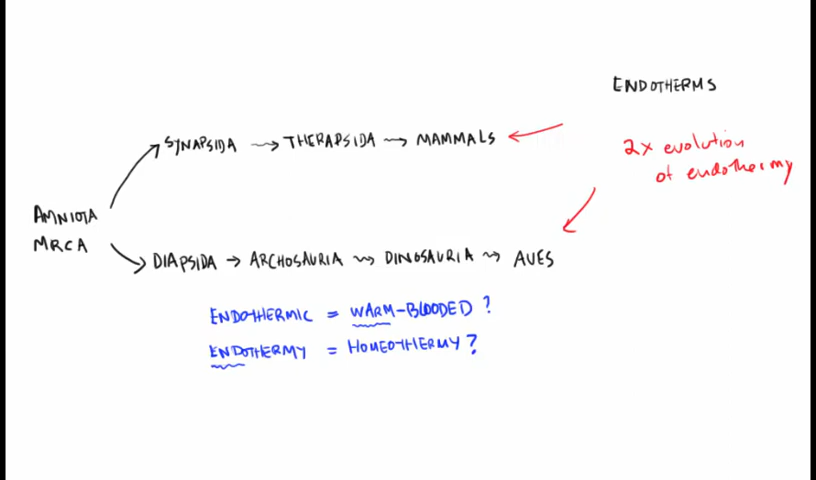 ENDOTHERMS
SYNAPSIDA → THERAPSIDA → MAMMALS
2x evolution
of endothermy
AMNIOTA
MRCA
DIAPSIDA → ARCHOSAURIA → DINOSAURIA → AVES
ENDOTHERMIC = WARM-BLOODED ?
ENDOTHERMY = HOMEOTHERMY ?